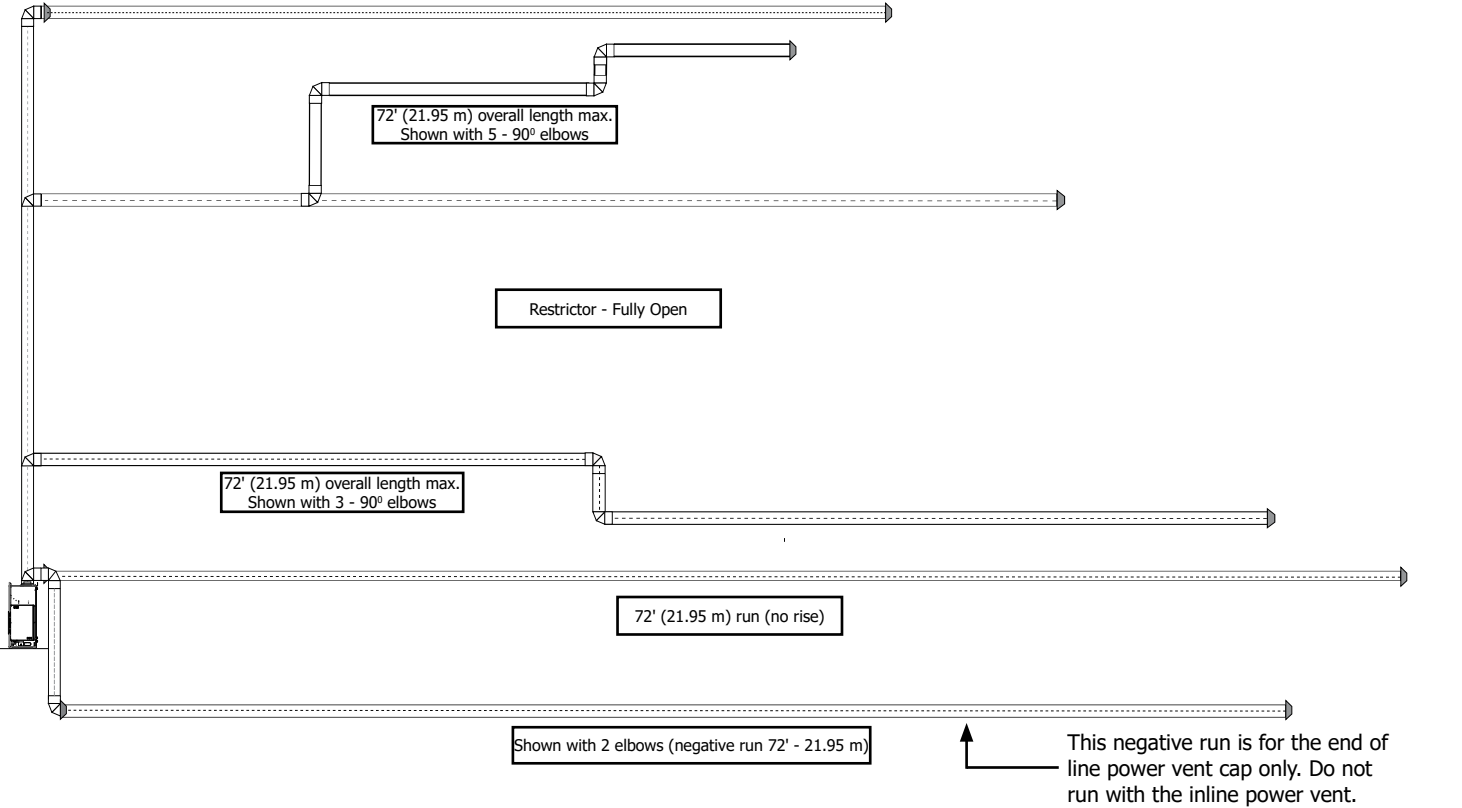 72' (21.95 m) overall length max.
Shown with 5 - 90⁰ elbows
Restrictor - Fully Open
72' (21.95 m) overall length max.
Shown with 3 - 90⁰ elbows
72' (21.95 m) run (no rise)
Shown with 2 elbows (negative run 72' - 21.95 m)
This negative run is for the end of
line power vent cap only. Do not
run with the inline power vent.